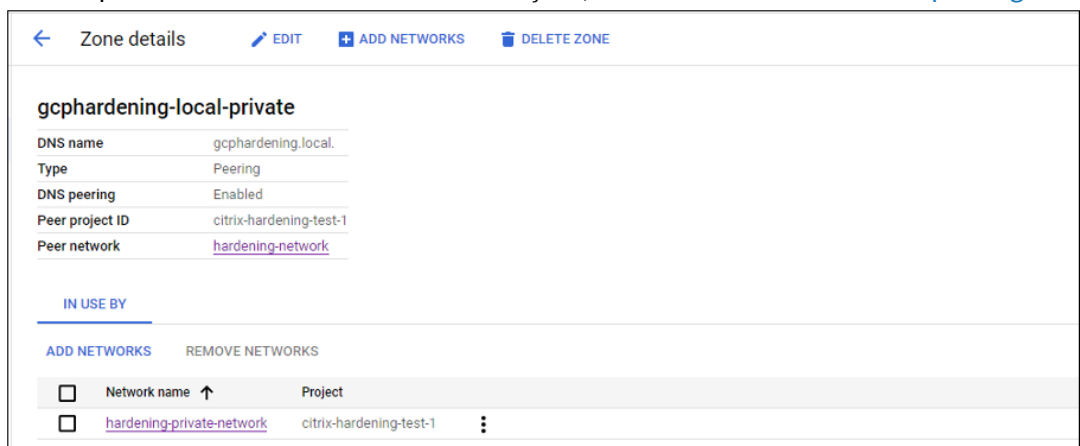 Zone details EDIT ADD NETWORKS DELETE ZONE
gcphardening-local-private
DNS name gcphardening.local.
Type Peering
DNS peering Enabled
Peer project ID citrix-hardening-test-1
Peer network hardening-network
IN USE BY
ADD NETWORKS REMOVE NETWORKS
Network name Project
hardening-private-network citrix-hardening-test-1